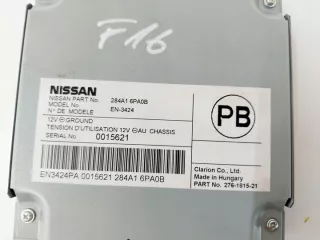 F16
NISSAN
NISSAN PART No. 284A1 6PA0B
MODEL No. EN-3424
N° DE MODELE
12V ⊖GROUND
TENSION D'UTILISATION 12V ⊖AU CHASSIS
SERIAL No. 0015621
PB
EN3424PA 0015621 284A1 6PA0B
Clarion Co., Ltd.
Made in Hungary
PART No. 276-1815-21